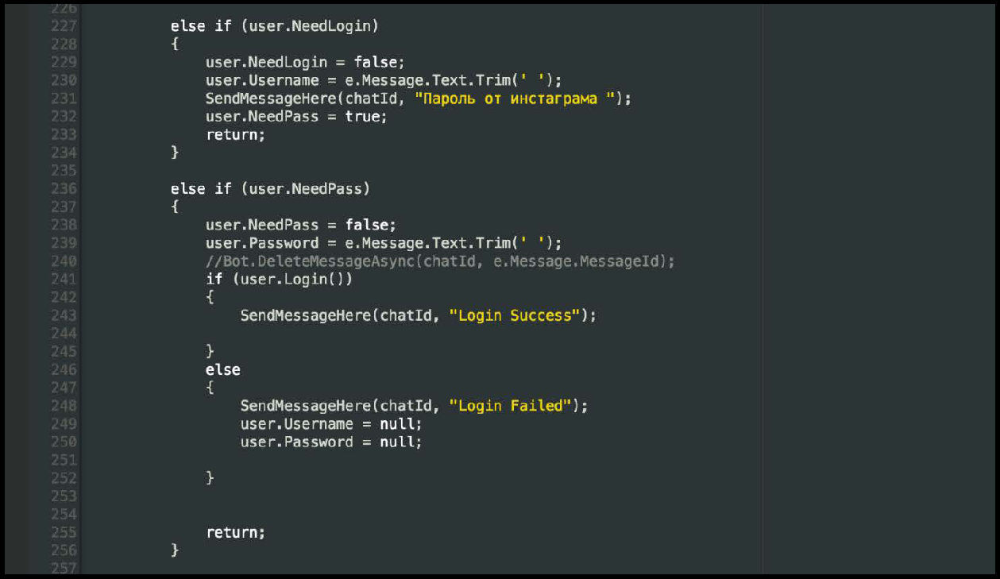 226
227 else if (user.NeedLogin)
228 {
229 user.NeedLogin = false;
230 user.Username = e.Message.Text.Trim(' ');
231 SendMessageHere(chatId, "Пароль от инстаграма ");
232 user.NeedPass = true;
233 return;
234 }
235
236 else if (user.NeedPass)
237 {
238 user.NeedPass = false;
239 user.Password = e.Message.Text.Trim(' ');
240 //Bot.DeleteMessageAsync(chatId, e.Message.MessageId);
241 if (user.Login())
242 {
243 SendMessageHere(chatId, "Login Success");
244
245 }
246 else
247 {
248 SendMessageHere(chatId, "Login Failed");
249 user.Username = null;
250 user.Password = null;
251
252 }
253
254
255 return;
256 }
257